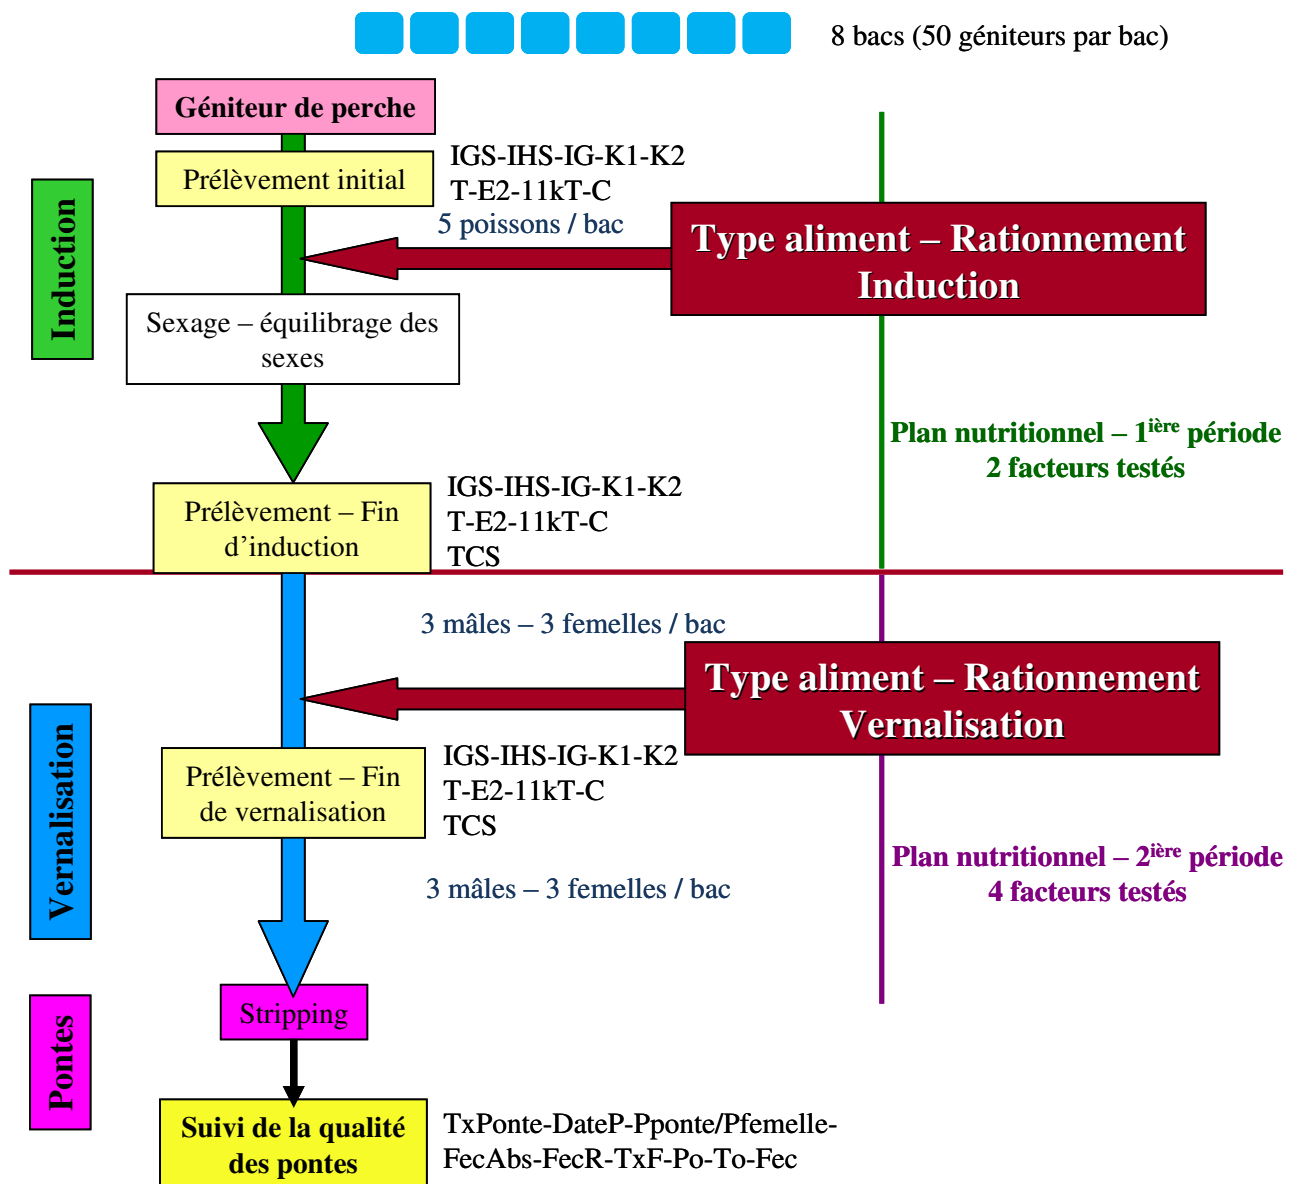 8 bacs (50 géniteurs par bac)
Géniteur de perche
Prélèvement initial
IGS-IHS-IG-K1-K2
T-E2-11kT-C
5 poissons / bac
Type aliment – Rationnement
Induction
Induction
Sexage – équilibrage des
sexes
Plan nutritionnel – 1ière période
2 facteurs testés
Prélèvement – Fin
d’induction
IGS-IHS-IG-K1-K2
T-E2-11kT-C
TCS
3 mâles – 3 femelles / bac
Type aliment – Rationnement
Vernalisation
Vernalisation
Prélèvement – Fin
de vernalisation
IGS-IHS-IG-K1-K2
T-E2-11kT-C
TCS
Plan nutritionnel – 2ière période
4 facteurs testés
3 mâles – 3 femelles / bac
Pontes
Stripping
Suivi de la qualité
des pontes
TxPonte-DateP-Pponte/Pfemelle-
FecAbs-FecR-TxF-Po-To-Fec